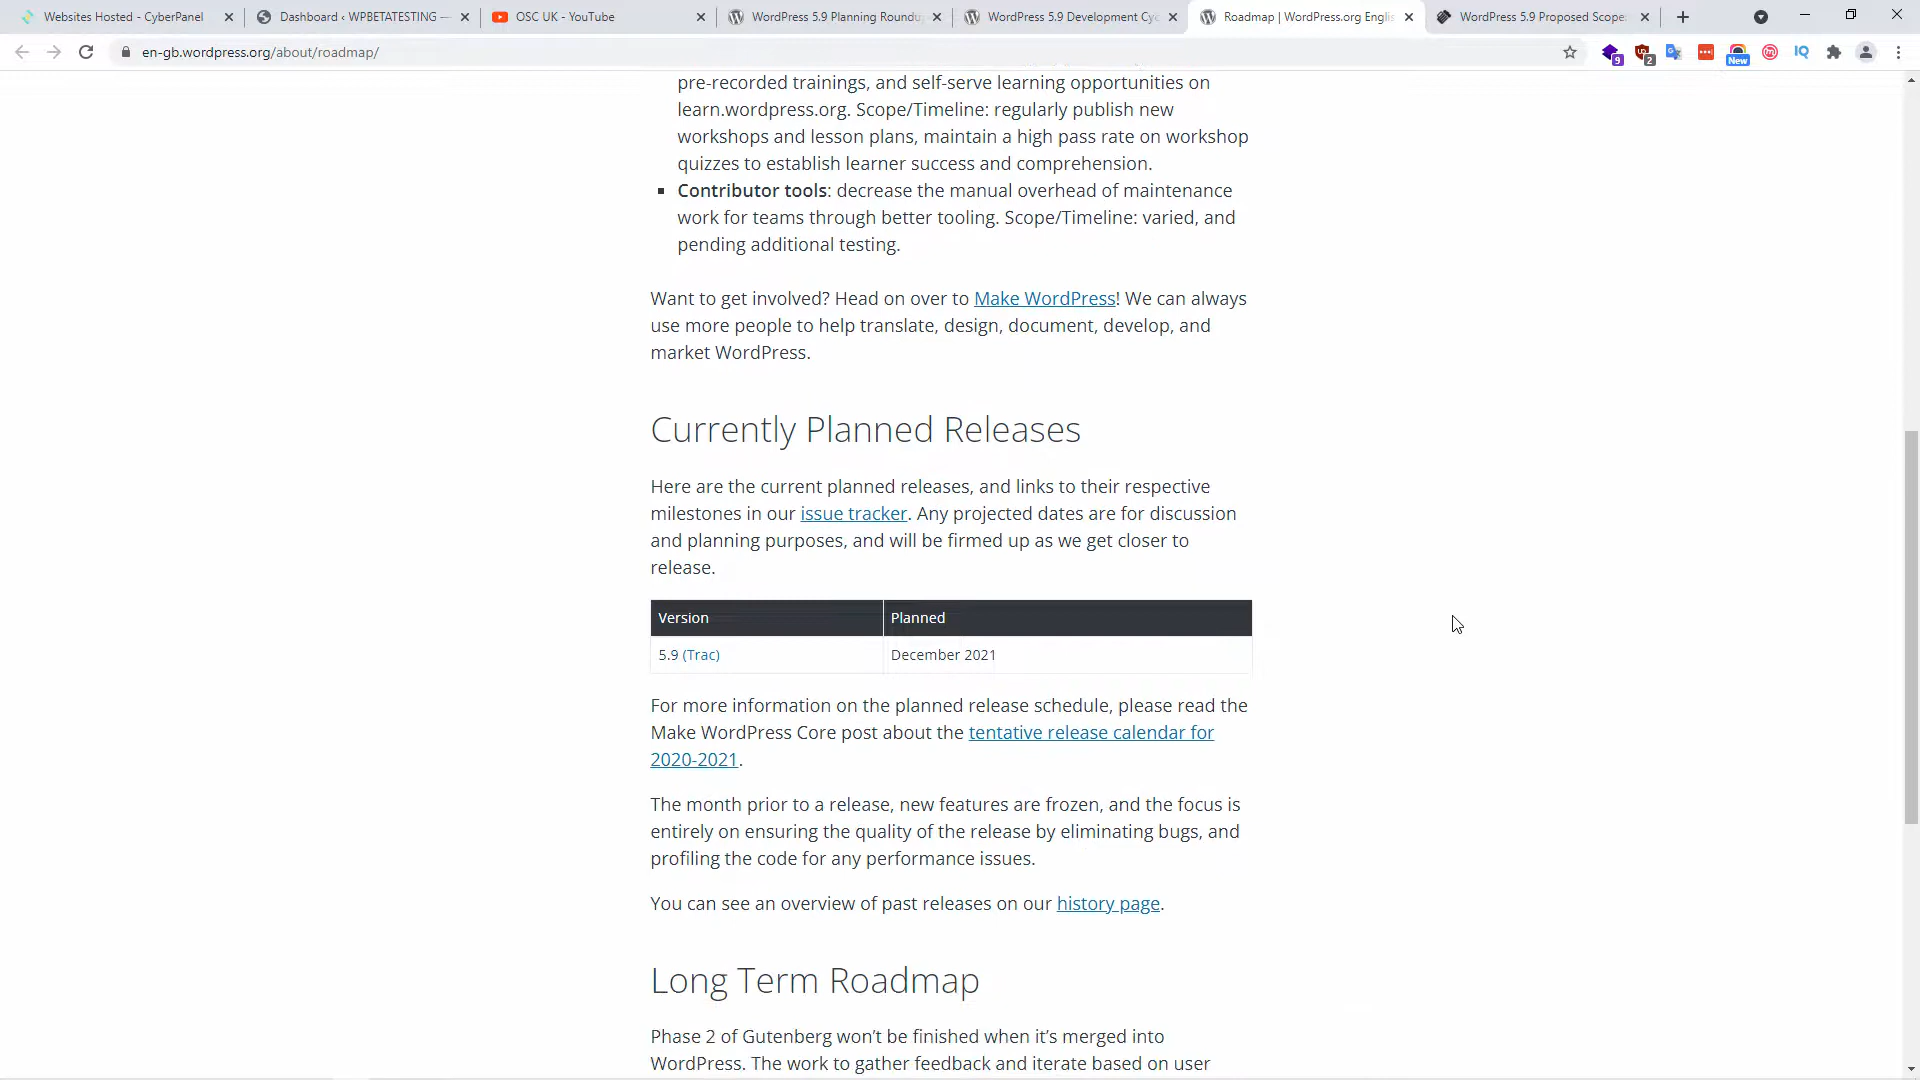 Websites Hosted - CyberPanel
Dashboard ‹ WPBETATESTING —
OSC UK - YouTube
WordPress 5.9 Planning Roundu
WordPress 5.9 Development Cyc
Roadmap | WordPress.org Englis
WordPress 5.9 Proposed Scope
en-gb.wordpress.org/about/roadmap/
9
2
New
IQ
pre-recorded trainings, and self-serve learning opportunities on
learn.wordpress.org. Scope/Timeline: regularly publish new
workshops and lesson plans, maintain a high pass rate on workshop
quizzes to establish learner success and comprehension.
▪ Contributor tools: decrease the manual overhead of maintenance
work for teams through better tooling. Scope/Timeline: varied, and
pending additional testing.
Want to get involved? Head on over to Make WordPress! We can always
use more people to help translate, design, document, develop, and
market WordPress.
Currently Planned Releases
Here are the current planned releases, and links to their respective
milestones in our issue tracker. Any projected dates are for discussion
and planning purposes, and will be firmed up as we get closer to
release.
Version Planned
5.9 (Trac) December 2021
For more information on the planned release schedule, please read the
Make WordPress Core post about the tentative release calendar for
2020-2021.
The month prior to a release, new features are frozen, and the focus is
entirely on ensuring the quality of the release by eliminating bugs, and
profiling the code for any performance issues.
You can see an overview of past releases on our history page.
Long Term Roadmap
Phase 2 of Gutenberg won’t be finished when it’s merged into
WordPress. The work to gather feedback and iterate based on user